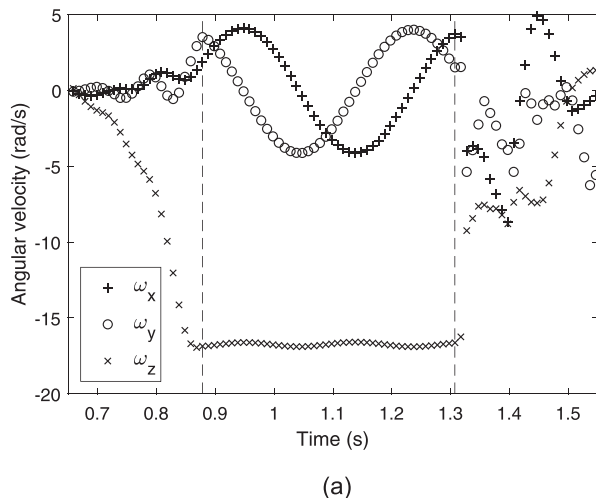 5
0
-5
-10
-15
-20
Angular velocity (rad/s)
ω_x
ω_y
ω_z
0.7 0.8 0.9 1 1.1 1.2 1.3 1.4 1.5
Time (s)
(a)